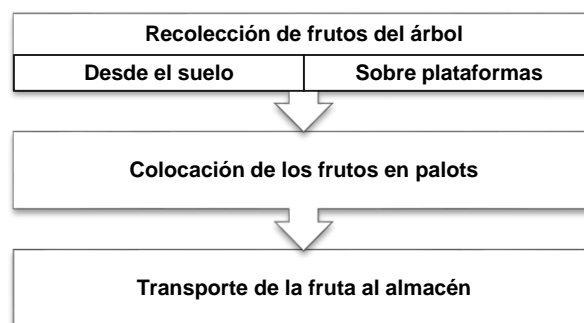 Recolección de frutos del árbol
Desde el suelo
Sobre plataformas
Colocación de los frutos en palots
Transporte de la fruta al almacén